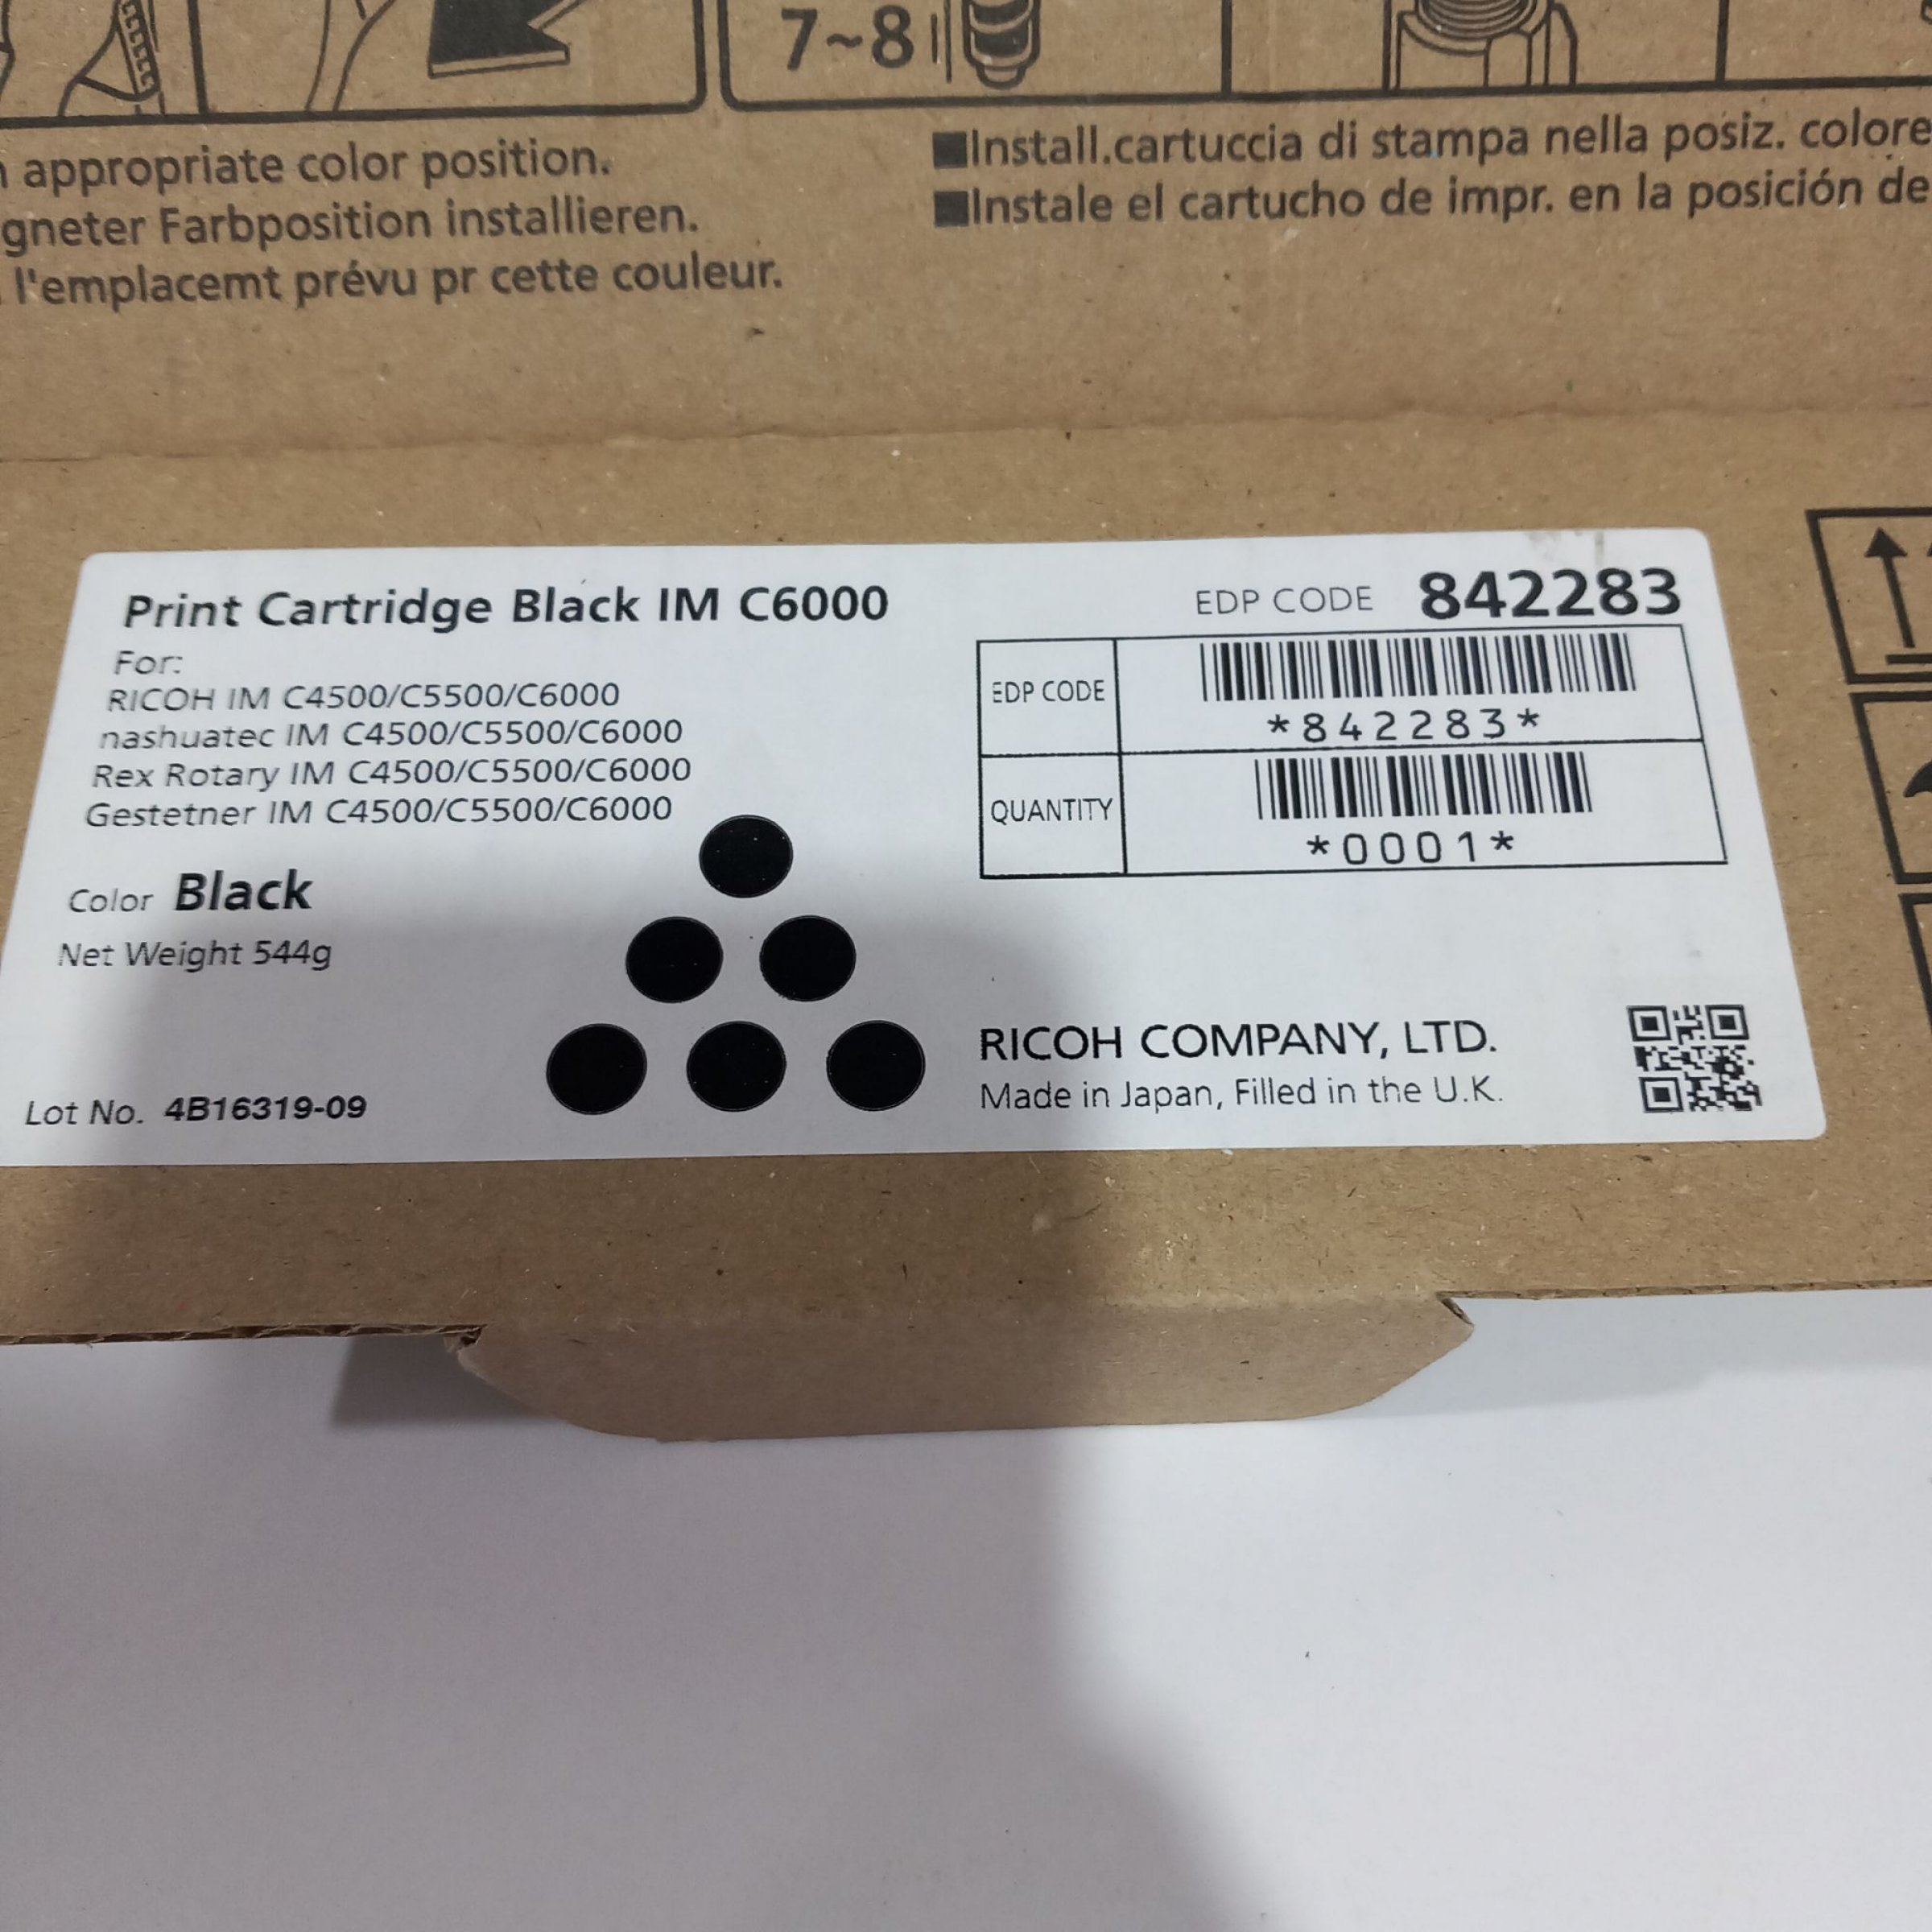 7~8
appropriate color position.
gneter Farbposition installieren.
l'emplacemt prévu pr cette couleur.
■Install.cartuccia di stampa nella posiz. colore
■Instale el cartucho de impr. en la posición de
Print Cartridge Black IM C6000
For:
RICOH IM C4500/C5500/C6000
nashuatec IM C4500/C5500/C6000
Rex Rotary IM C4500/C5500/C6000
Gestetner IM C4500/C5500/C6000
Color Black
Net Weight 544g
Lot No. 4B16319-09
EDP CODE 842283
EDP CODE
*842283*
QUANTITY
*0001*
RICOH COMPANY, LTD.
Made in Japan, Filled in the U.K.